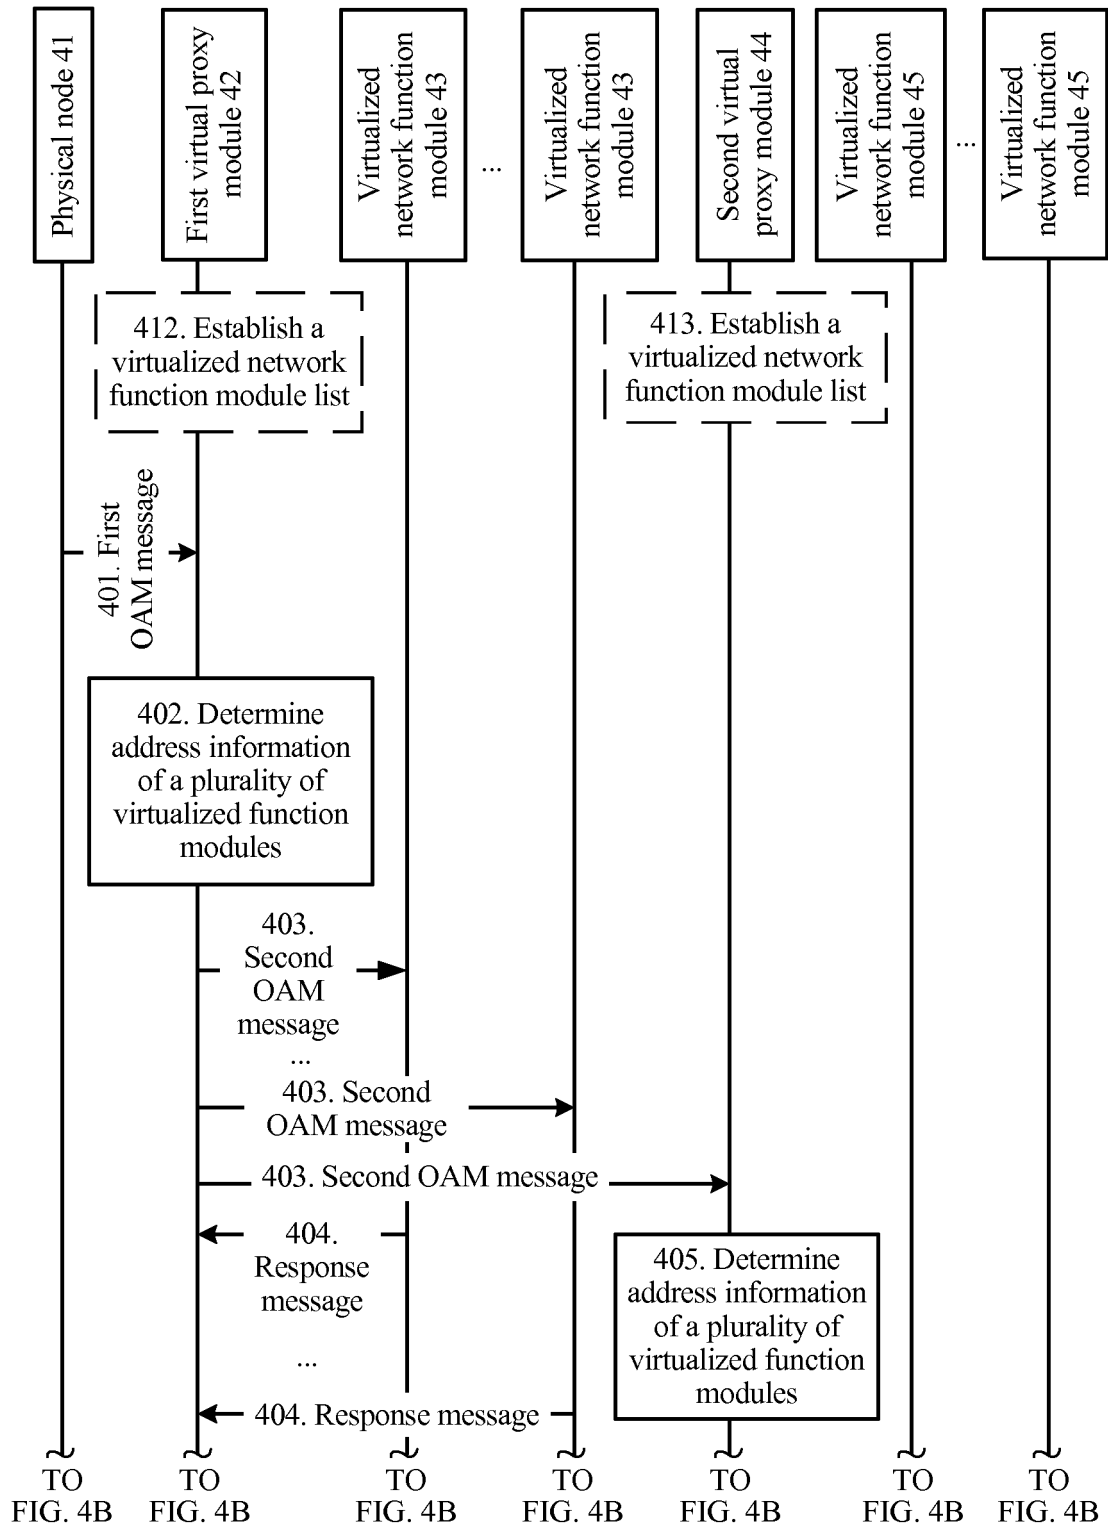 Physical node 41
First virtual proxy
module 42
Virtualized
network function
module 43
...
Virtualized
network function
module 43
Second virtual
proxy module 44
Virtualized
network function
module 45
...
Virtualized
network function
module 45
412. Establish a
virtualized network
function module list
413. Establish a
virtualized network
function module list
401. First
OAM message
402. Determine
address information
of a plurality of
virtualized function
modules
403.
Second
OAM
message
...
403. Second
OAM message
403. Second OAM message
404.
Response
message
405. Determine
address information
of a plurality of
virtualized function
modules
...
404. Response message
TO
FIG. 4B
TO
FIG. 4B
TO
FIG. 4B
TO
FIG. 4B
TO
FIG. 4B
TO
FIG. 4B
TO
FIG. 4B